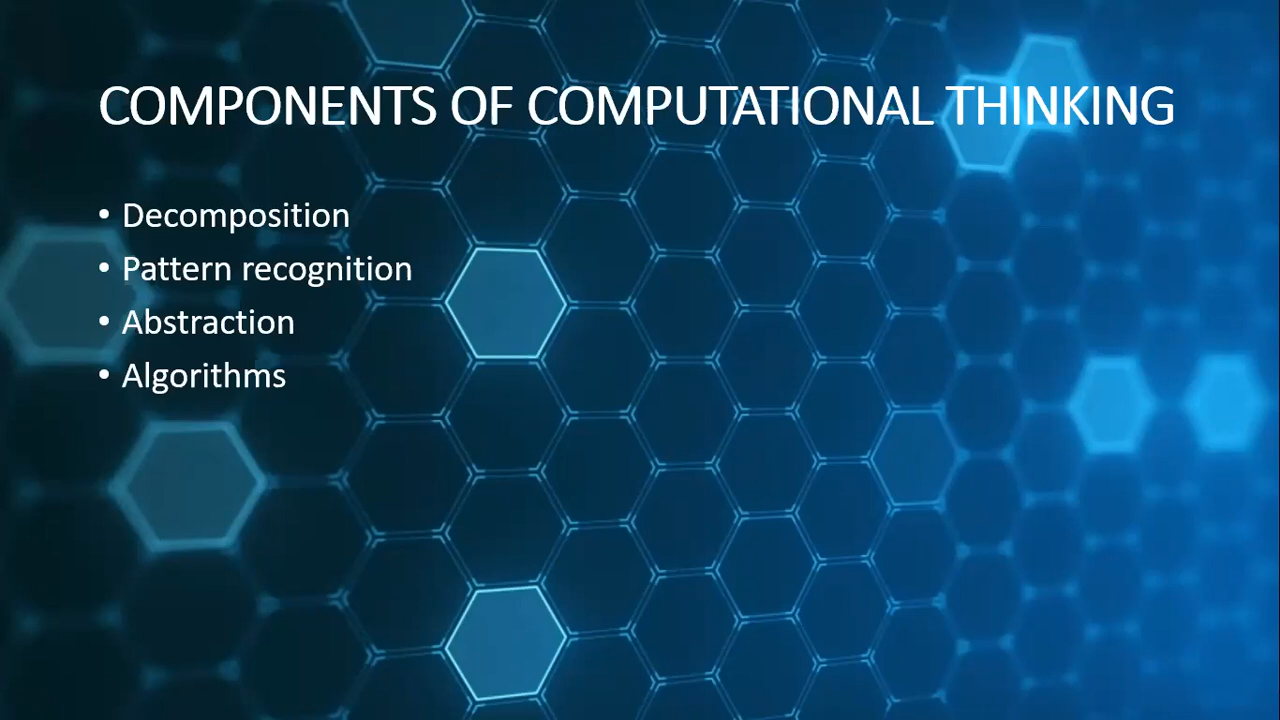 COMPONENTS OF COMPUTATIONAL THINKING
• Decomposition
• Pattern recognition
• Abstraction
• Algorithms